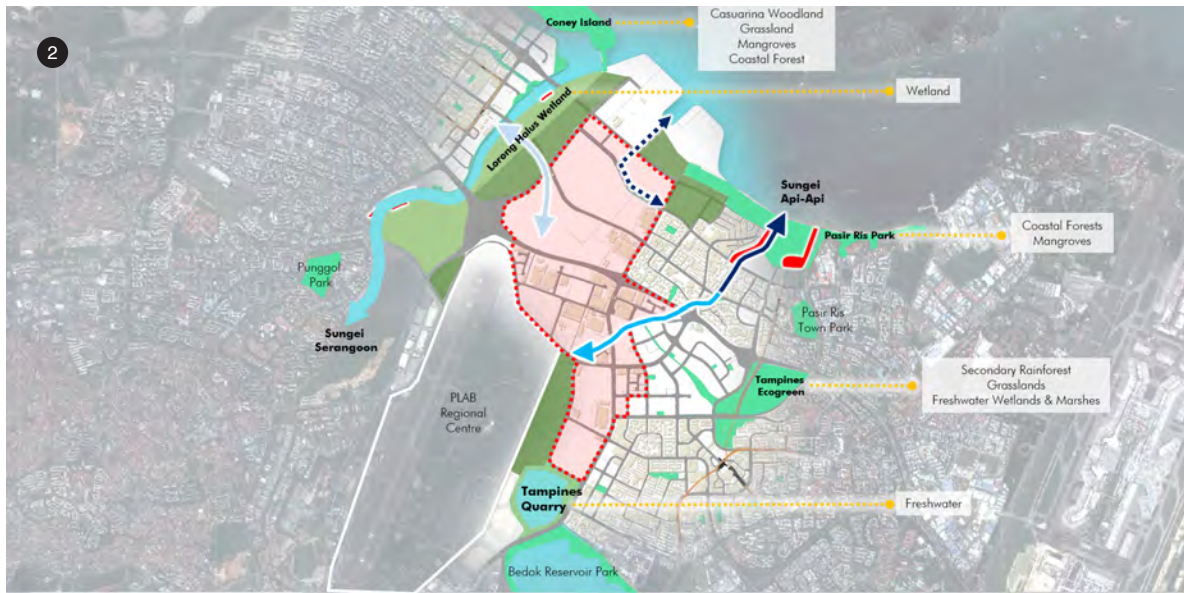 2
Coney Island
Casuarina Woodland
Grassland
Mangroves
Coastal Forest
Wetland
Lorong Halus Wetland
Sungei
Api-Api
Pasir Ris Park
Coastal Forests
Mangroves
Punggol
Park
Sungei
Serangoon
Pasir Ris
Town Park
PLAB
Regional
Centre
Tampines
Ecogreen
Secondary Rainforest
Grasslands
Freshwater Wetlands & Marshes
Tampines
Quarry
Freshwater
Bedok Reservoir Park